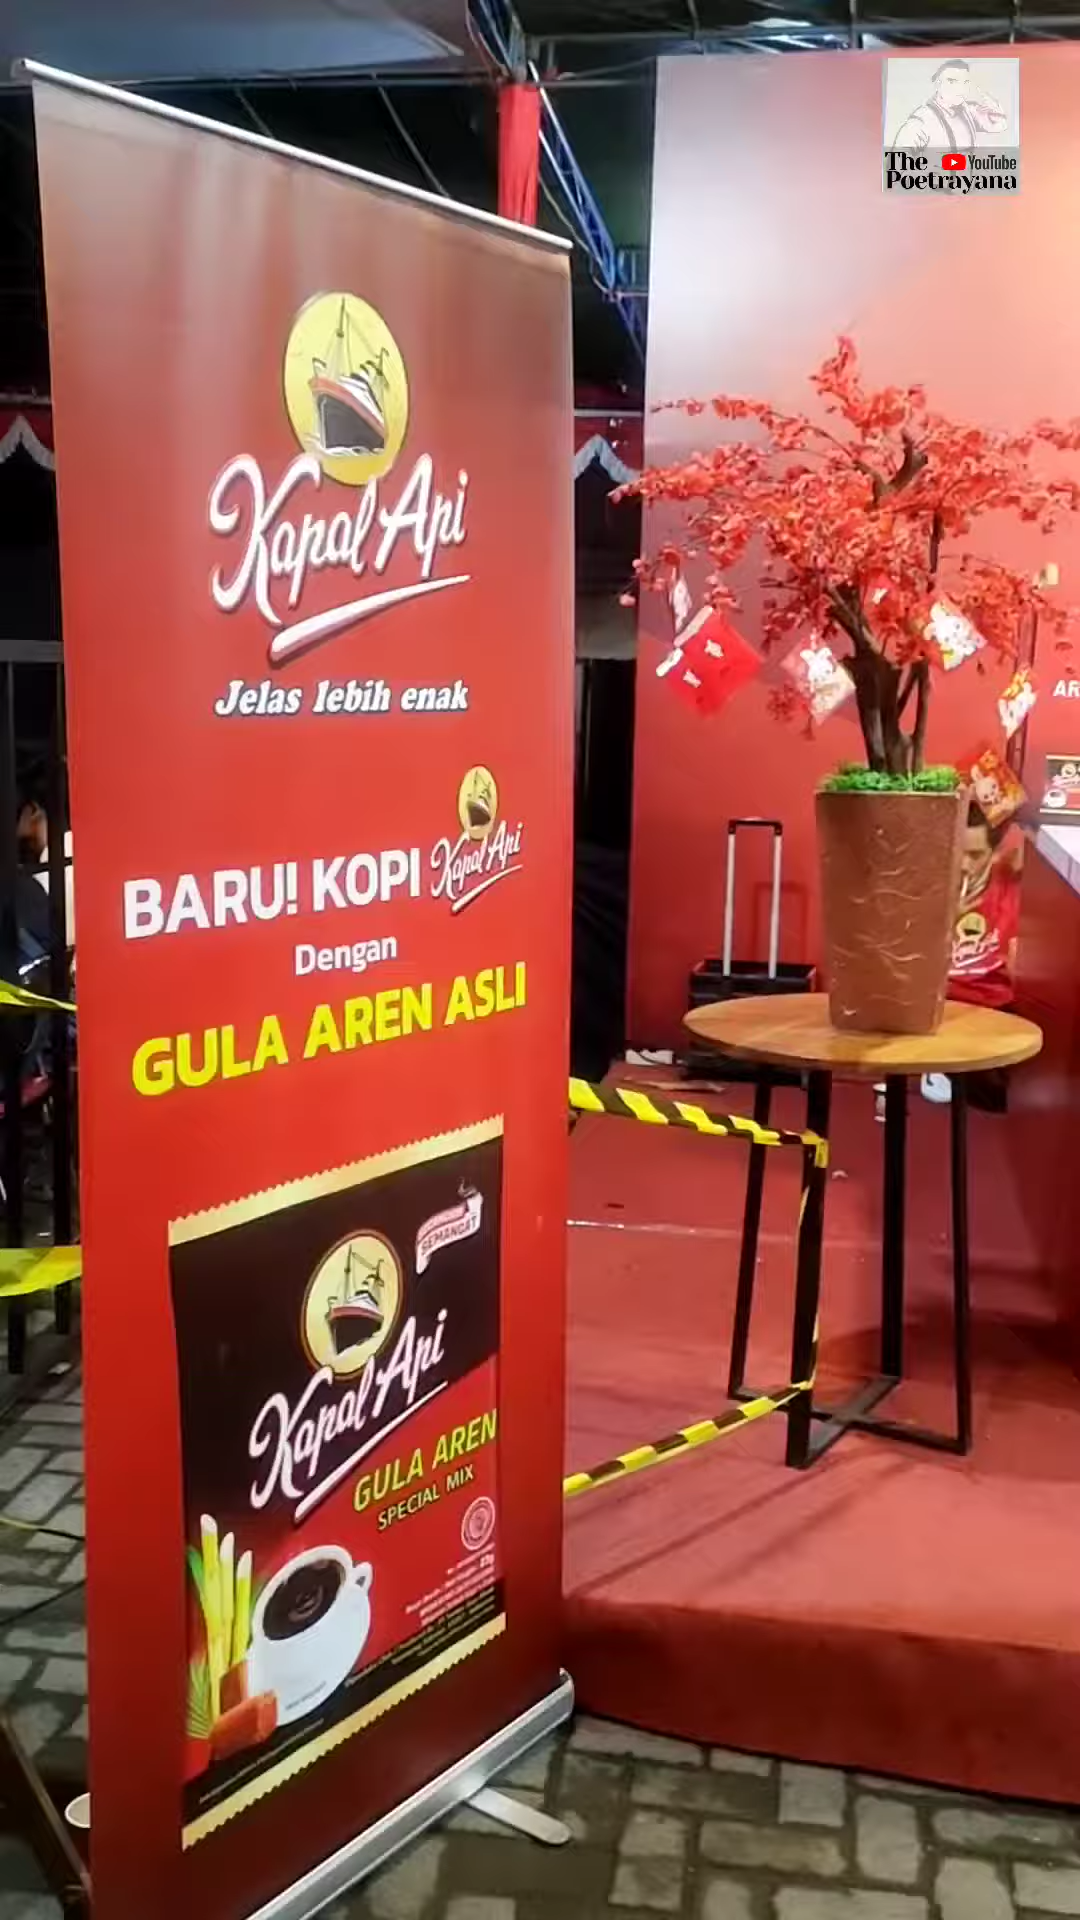 The YouTube
Poetrayana
Kapal Api
Jelas lebih enak
BARU! KOPI Kapal Api
Dengan
GULA AREN ASLI
SEMANGAT
Kapal Api
GULA AREN
SPECIAL MIX
AR